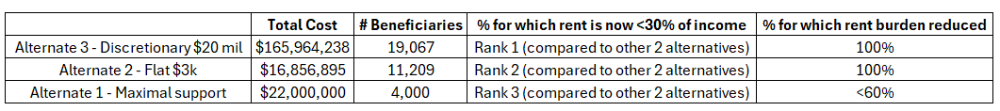 Total Cost # Beneficiaries % for which rent is now <30% of income % for which rent burden reduced
Alternate 3 - Discretionary $20 mil $165,964,238 19,067 Rank 1 (compared to other 2 alternatives) 100%
Alternate 2 - Flat $3k $16,856,895 11,209 Rank 2 (compared to other 2 alternatives) 100%
Alternate 1 - Maximal support $22,000,000 4,000 Rank 3 (compared to other 2 alternatives) <60%